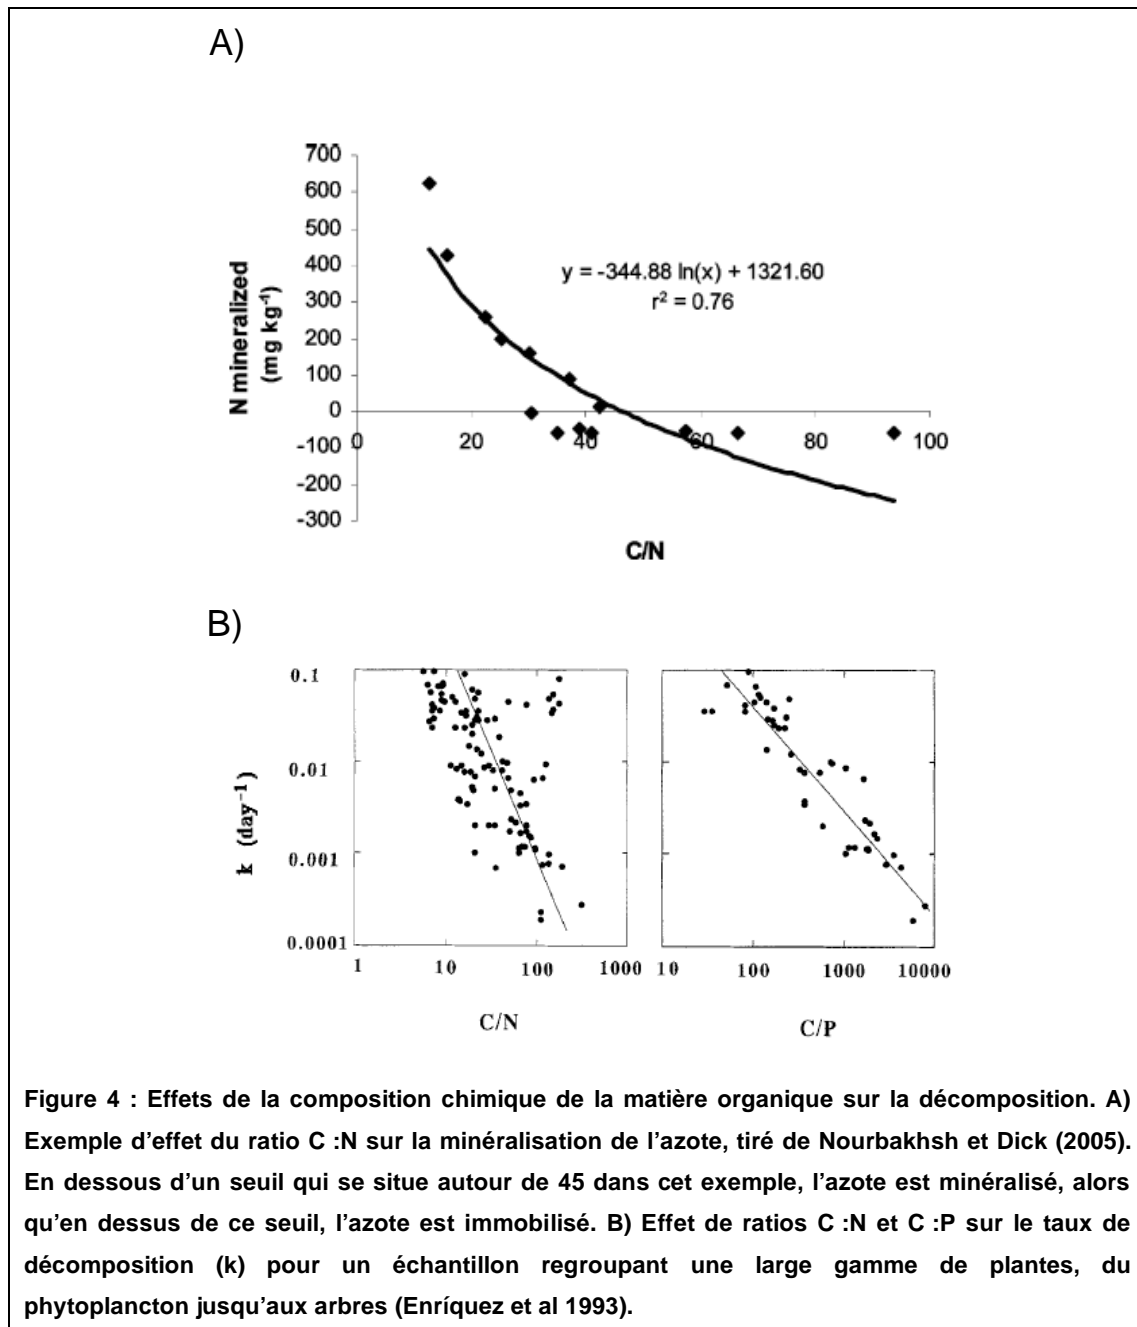 A)
700
600
500
400
300
200
100
0
-100
-200
-300
N mineralized
(mg kg⁻¹)
y = -344.88 ln(x) + 1321.60
r² = 0.76
0 20 40 60 80 100
C/N
B)
0.1
0.01
0.001
0.0001
k (day⁻¹)
1 10 100 1000
C/N
10 100 1000 10000
C/P
Figure 4 : Effets de la composition chimique de la matière organique sur la décomposition. A)
Exemple d'effet du ratio C :N sur la minéralisation de l'azote, tiré de Nourbakhsh et Dick (2005).
En dessous d'un seuil qui se situe autour de 45 dans cet exemple, l'azote est minéralisé, alors
qu'en dessus de ce seuil, l'azote est immobilisé. B) Effet de ratios C :N et C :P sur le taux de
décomposition (k) pour un échantillon regroupant une large gamme de plantes, du
phytoplancton jusqu'aux arbres (Enríquez et al 1993).